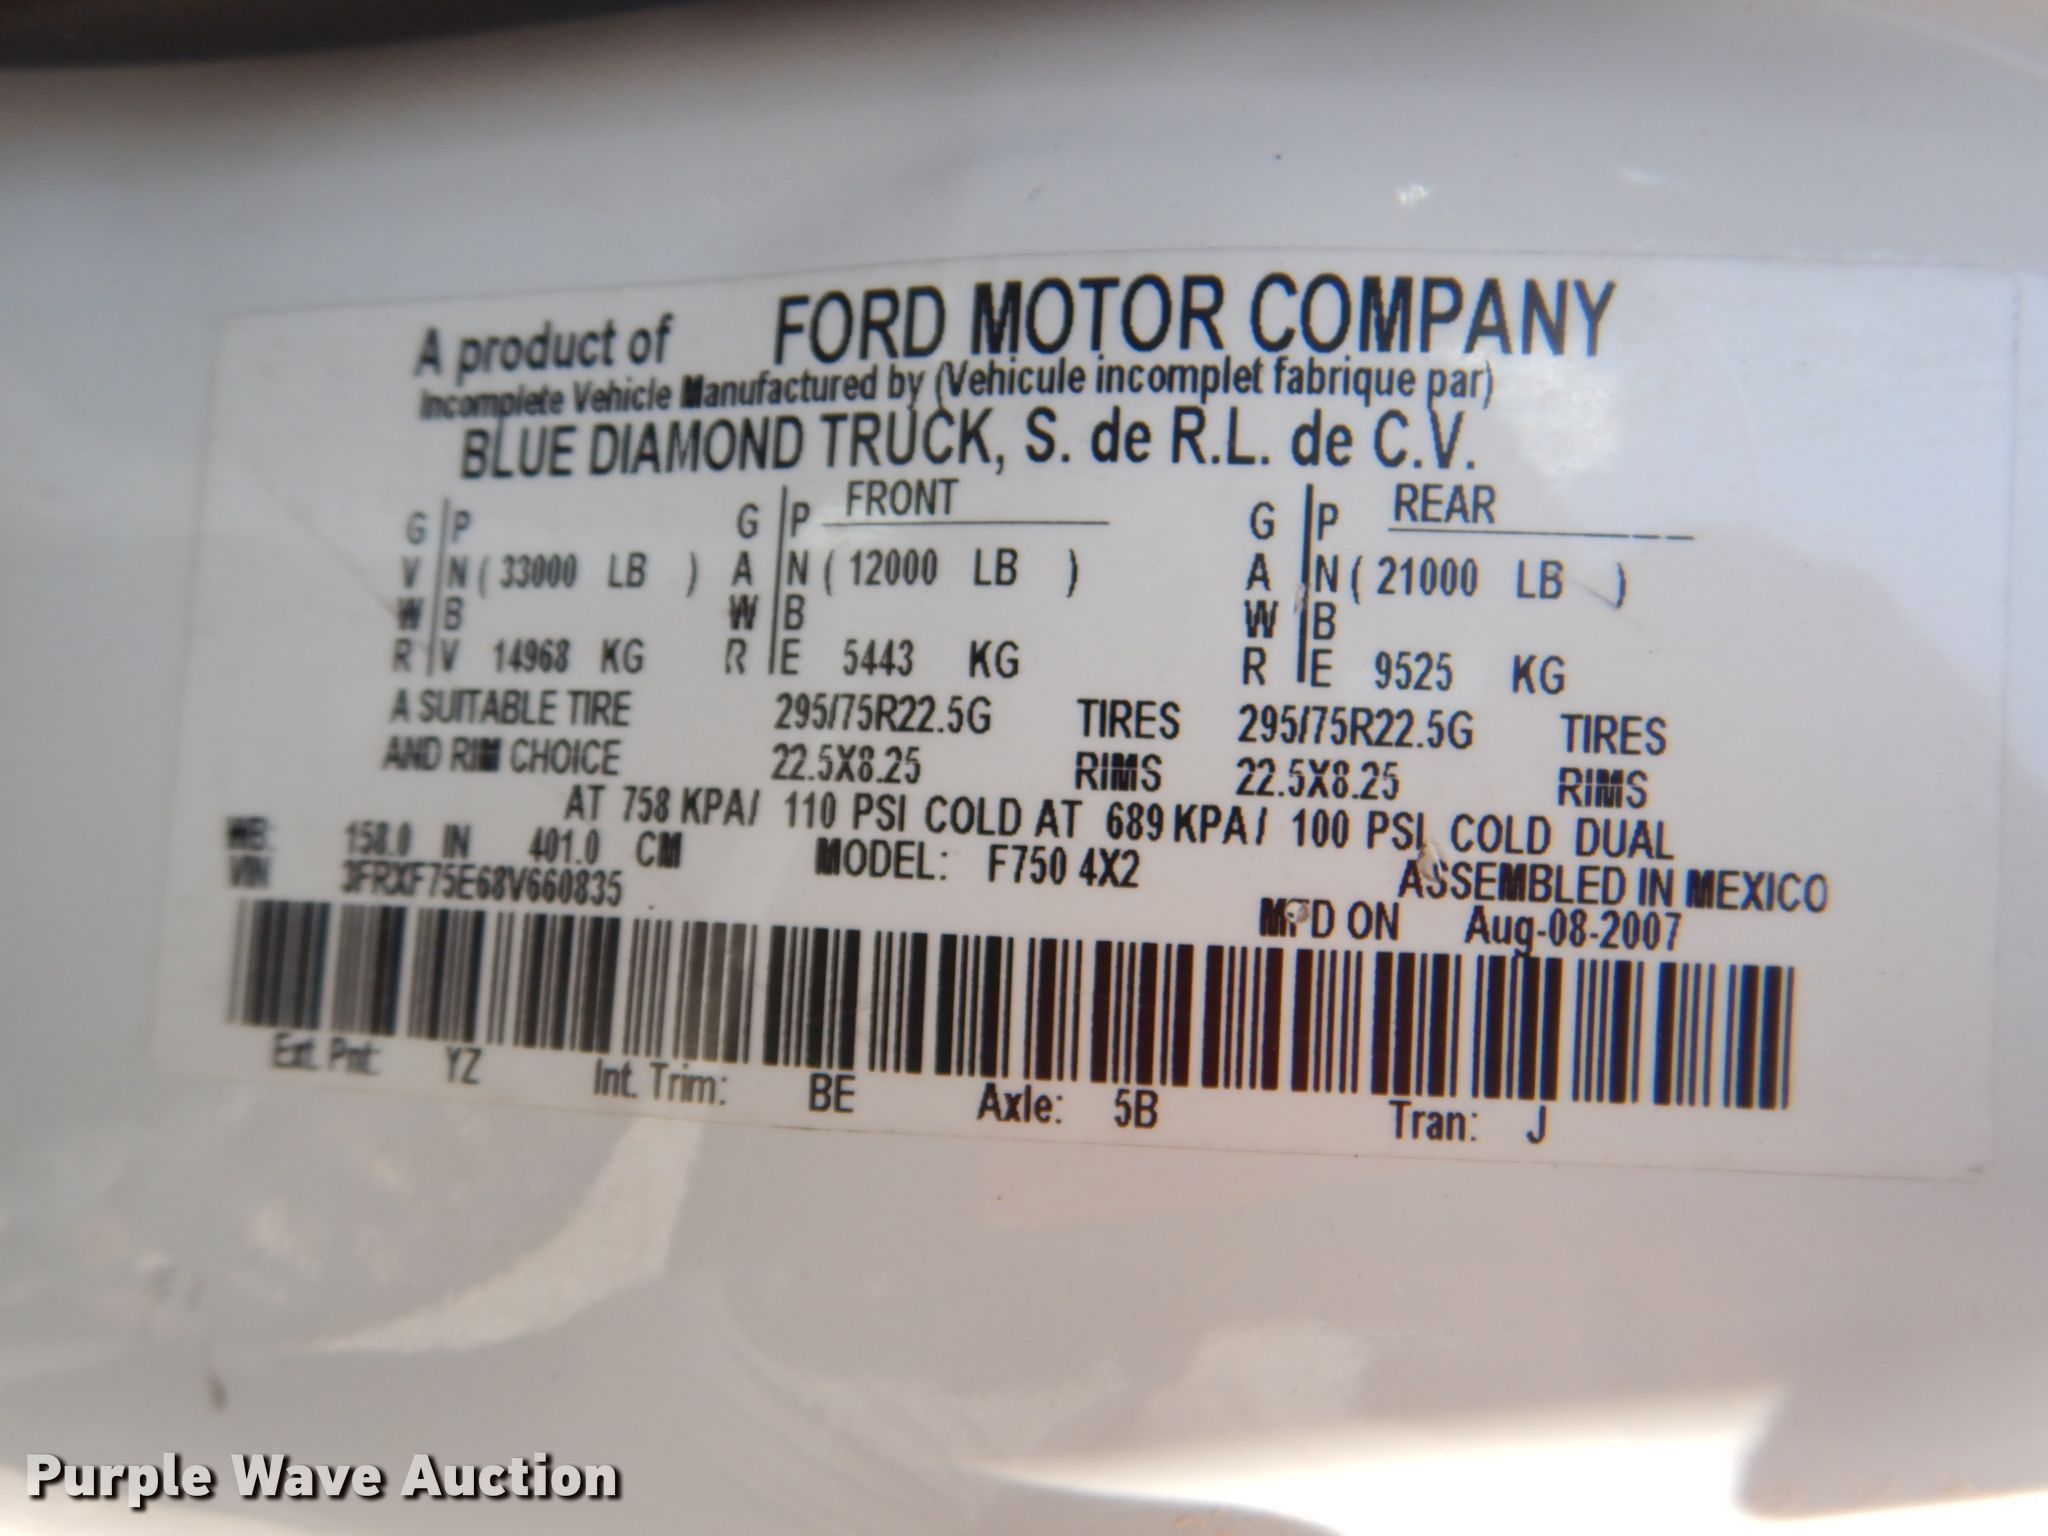 A product of FORD MOTOR COMPANY
Incomplete Vehicle Manufactured by (Vehicule incomplet fabrique par)
BLUE DIAMOND TRUCK, S. de R.L. de C.V.
G P G P FRONT G P REAR
V N ( 33000 LB ) A N ( 12000 LB ) A N ( 21000 LB )
W B W B W B
R V 14968 KG R E 5443 KG R E 9525 KG
A SUITABLE TIRE 295/75R22.5G TIRES 295/75R22.5G TIRES
AND RIM CHOICE 22.5X8.25 RIMS 22.5X8.25 RIMS
AT 758 KPA/ 110 PSI COLD AT 689 KPA/ 100 PSI COLD DUAL
WB: 158.0 IN 401.0 CM MODEL: F750 4X2 ASSEMBLED IN MEXICO
VIN 3FRXF75E68V660835 MFD ON Aug-08-2007
Ext. Pnt: YZ Int. Trim: BE Axle: 5B Tran: J
Purple Wave Auction